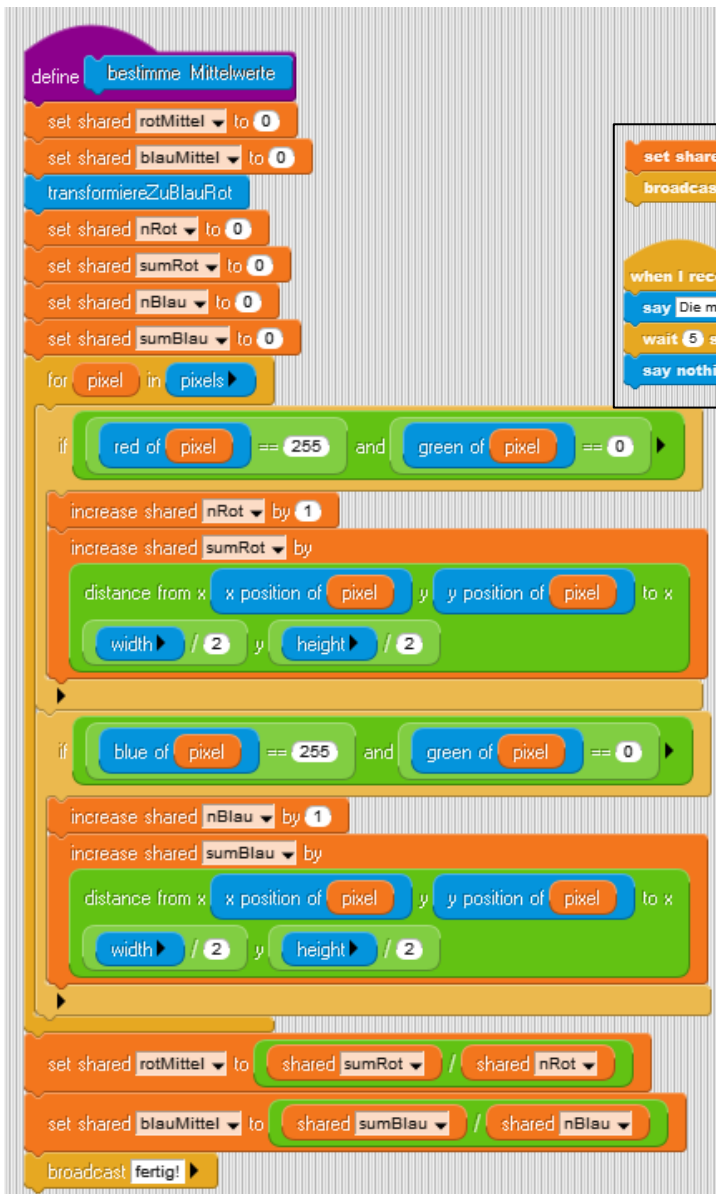 define bestimme Mittelwerte
set shared rotMittel to 0
set shared blauMittel to 0
transformiereZuBlauRot
set shared nRot to 0
set shared sumRot to 0
set shared nBlau to 0
set shared sumBlau to 0
for pixel in pixels
if red of pixel == 255 and green of pixel == 0
increase shared nRot by 1
increase shared sumRot by
distance from x x position of pixel y y position of pixel to x
width / 2 y height / 2
if blue of pixel == 255 and green of pixel == 0
increase shared nBlau by 1
increase shared sumBlau by
distance from x x position of pixel y y position of pixel to x
width / 2 y height / 2
set shared rotMittel to shared sumRot / shared nRot
set shared blauMittel to shared sumBlau / shared nBlau
broadcast fertig!
set
when I
say Die
wait 5
say